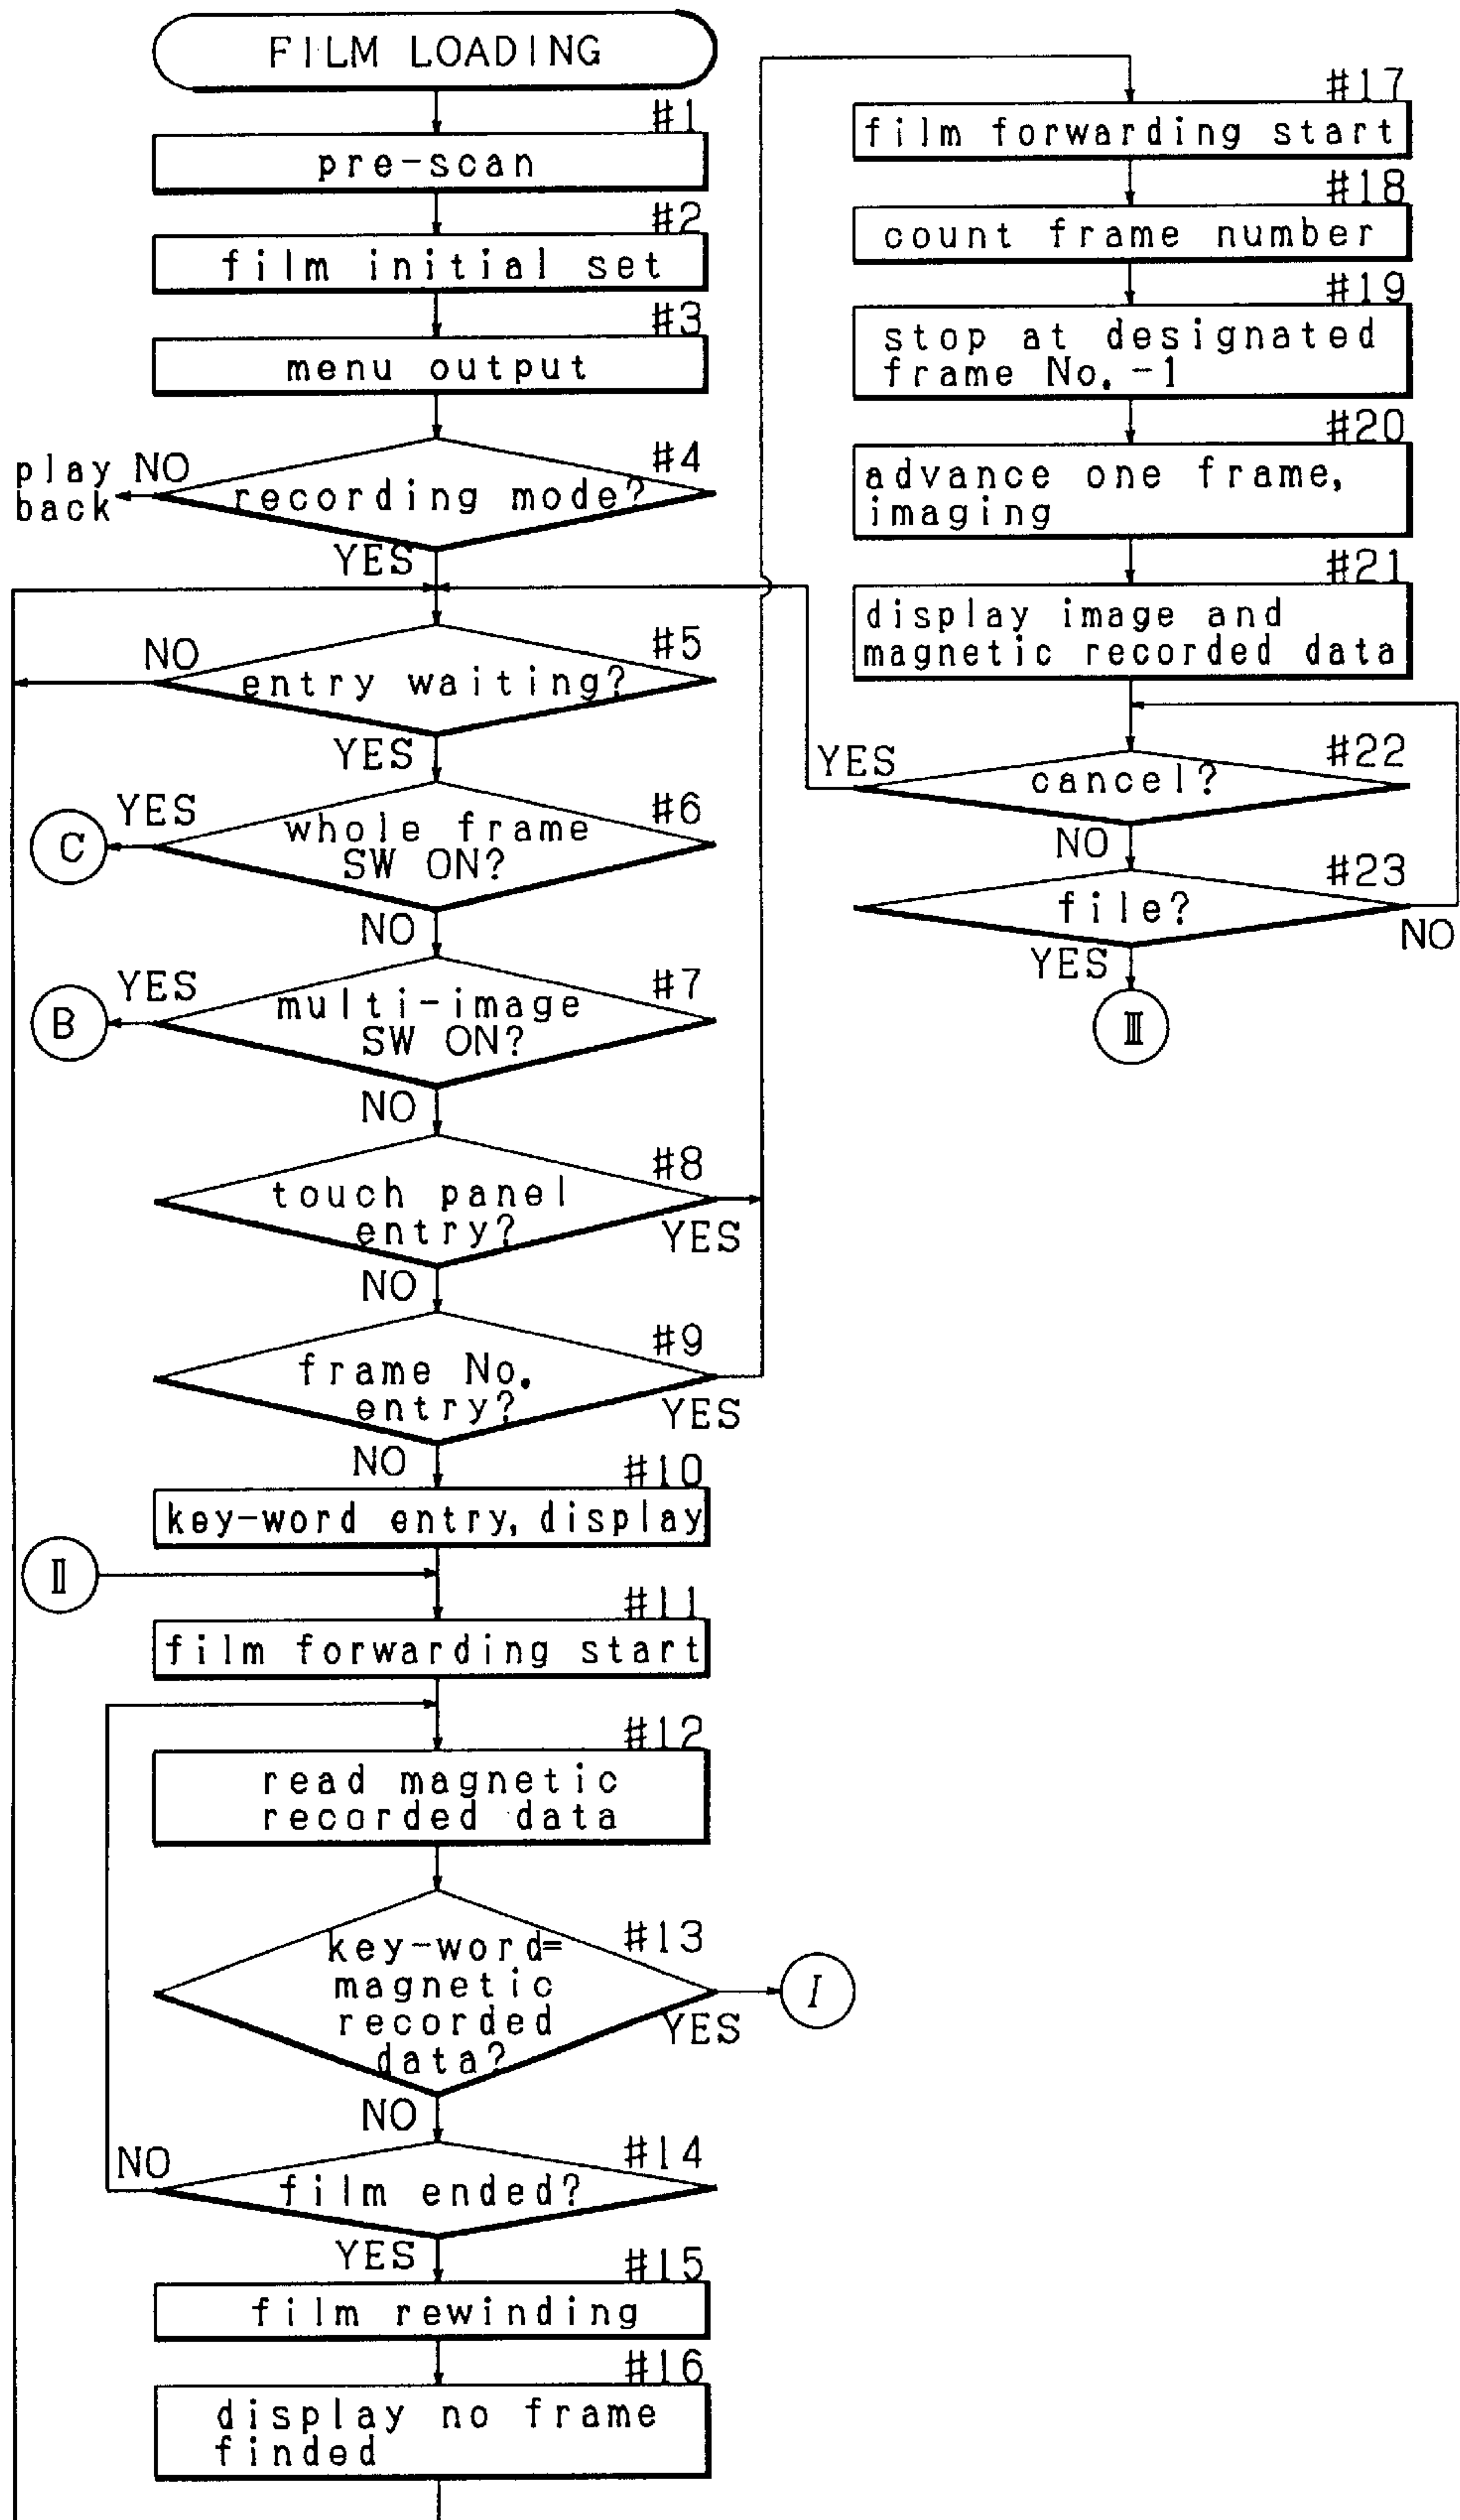 FILM LOADING
#1
pre-scan
#2
film initial set
#3
menu output
#4
play NO
back
recording mode?
YES
#5
NO
entry waiting?
YES
#6
YES
C
whole frame
SW ON?
NO
#7
YES
B
multi-image
SW ON?
NO
#8
touch panel
entry?
YES
NO
#9
frame No.
entry?
YES
NO
#10
key-word entry, display
II
#11
film forwarding start
#12
read magnetic
recorded data
#13
key-word=
magnetic
recorded
data?
I
YES
NO
#14
NO
film ended?
YES
#15
film rewinding
#16
display no frame
finded
#17
film forwarding start
#18
count frame number
#19
stop at designated
frame No.-1
#20
advance one frame,
imaging
#21
display image and
magnetic recorded data
#22
YES
cancel?
NO
#23
file?
NO
YES
III